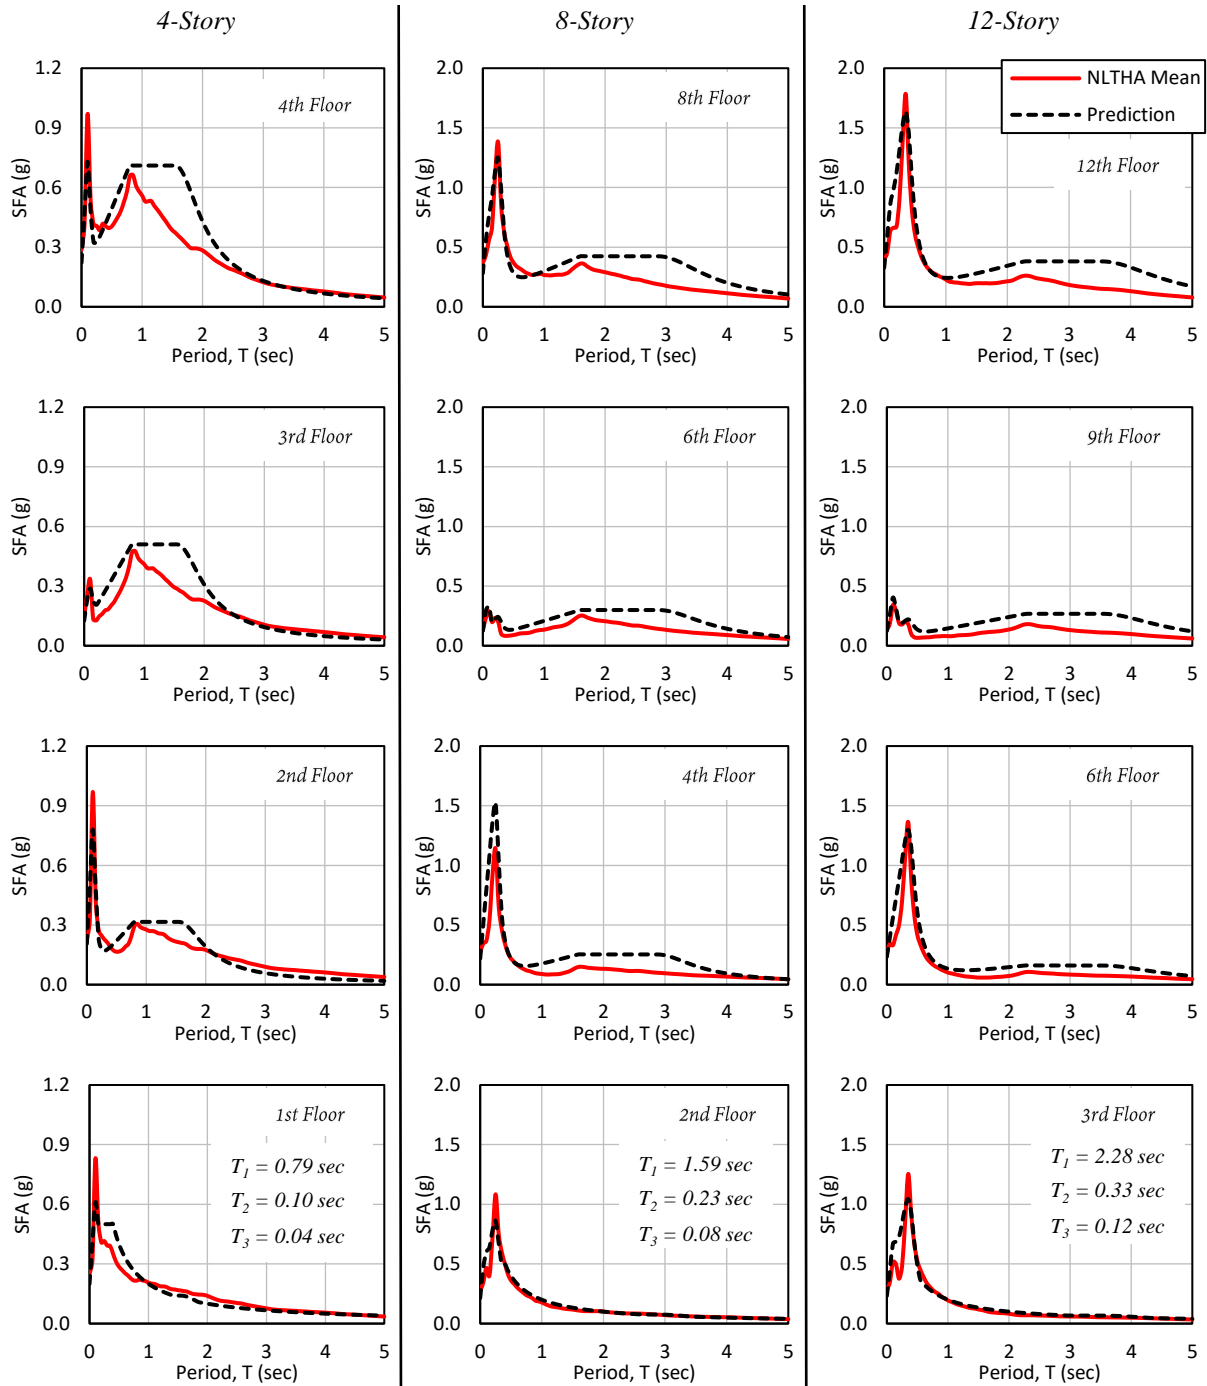 4-Story
8-Story
12-Story
NLTHA Mean
Prediction
SFA (g)
1.2
0.9
0.6
0.3
0.0
4th Floor
0 1 2 3 4 5
Period, T (sec)
SFA (g)
2.0
1.5
1.0
0.5
0.0
8th Floor
0 1 2 3 4 5
Period, T (sec)
SFA (g)
2.0
1.5
1.0
0.5
0.0
12th Floor
0 1 2 3 4 5
Period, T (sec)
SFA (g)
1.2
0.9
0.6
0.3
0.0
3rd Floor
0 1 2 3 4 5
Period, T (sec)
SFA (g)
2.0
1.5
1.0
0.5
0.0
6th Floor
0 1 2 3 4 5
Period, T (sec)
SFA (g)
2.0
1.5
1.0
0.5
0.0
9th Floor
0 1 2 3 4 5
Period, T (sec)
SFA (g)
1.2
0.9
0.6
0.3
0.0
2nd Floor
0 1 2 3 4 5
Period, T (sec)
SFA (g)
2.0
1.5
1.0
0.5
0.0
4th Floor
0 1 2 3 4 5
Period, T (sec)
SFA (g)
2.0
1.5
1.0
0.5
0.0
6th Floor
0 1 2 3 4 5
Period, T (sec)
SFA (g)
1.2
0.9
0.6
0.3
0.0
1st Floor
T1 = 0.79 sec
T2 = 0.10 sec
T3 = 0.04 sec
0 1 2 3 4 5
Period, T (sec)
SFA (g)
2.0
1.5
1.0
0.5
0.0
2nd Floor
T1 = 1.59 sec
T2 = 0.23 sec
T3 = 0.08 sec
0 1 2 3 4 5
Period, T (sec)
SFA (g)
2.0
1.5
1.0
0.5
0.0
3rd Floor
T1 = 2.28 sec
T2 = 0.33 sec
T3 = 0.12 sec
0 1 2 3 4 5
Period, T (sec)